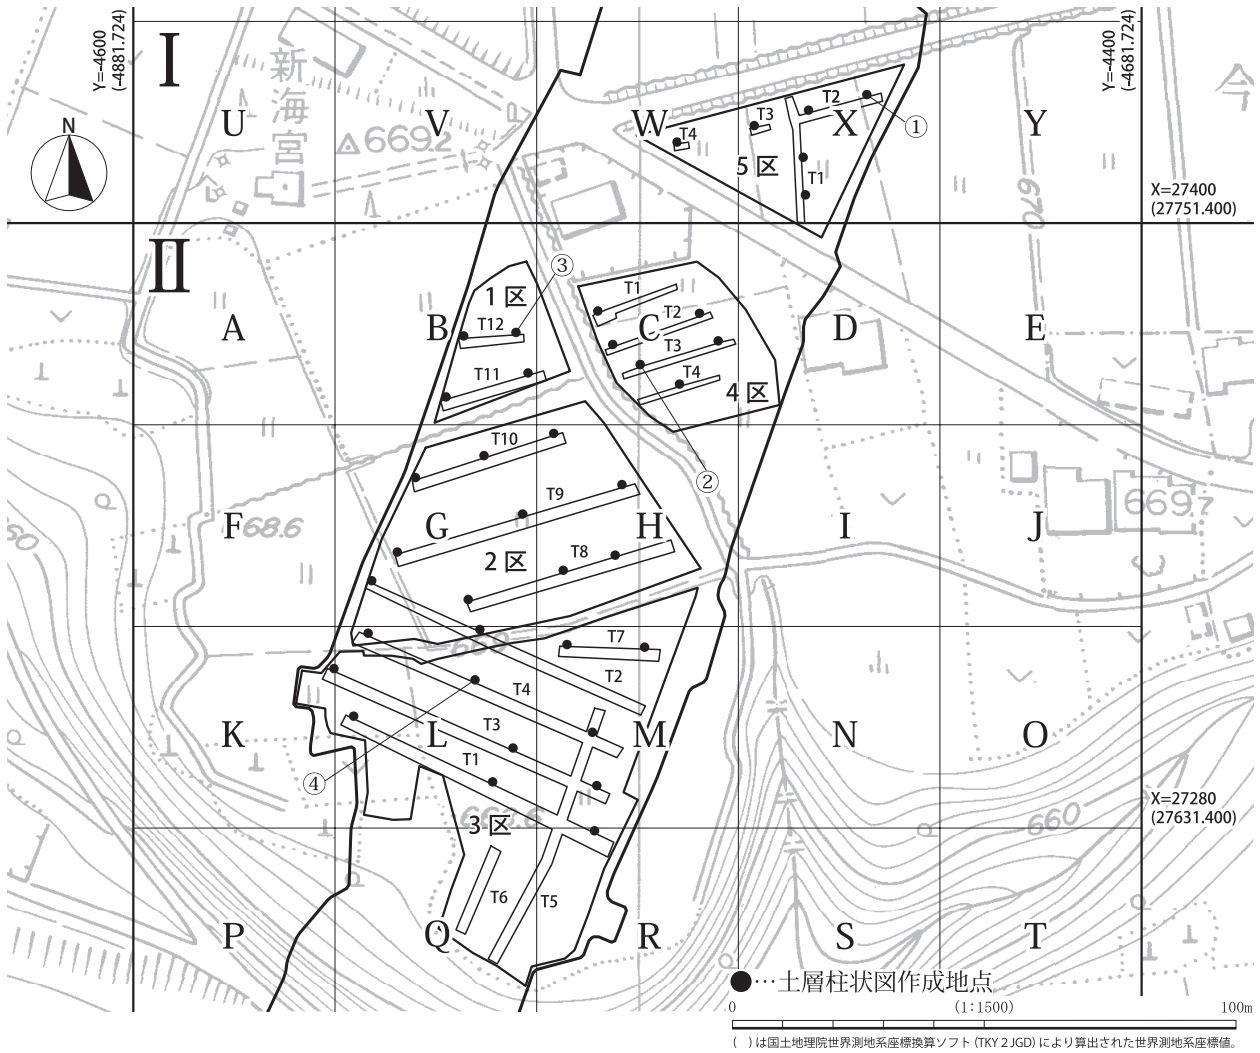 Y=-4600
(-4881.724)
Y=-4400
(-4681.724)
Ⅰ
新海宮
U
V
W
X
Y
669.2
N
T4
T3
T2
T1
①
5区
670
X=27400
(27751.400)
Ⅱ
③
1区
T12
T11
T1
T2
T3
T4
4区
A
B
C
D
E
②
T10
T9
T8
2区
F
G
H
I
J
668.6
669.7
660
T7
T2
T4
T3
T1
K
L
M
N
O
④
X=27280
(27631.400)
3区
660
T6
T5
P
Q
R
S
T
●…土層柱状図作成地点
0
(1:1500)
100m
( )は国土地理院世界測地系座標換算ソフト(TKY2JGD)により算出された世界測地系座標値。